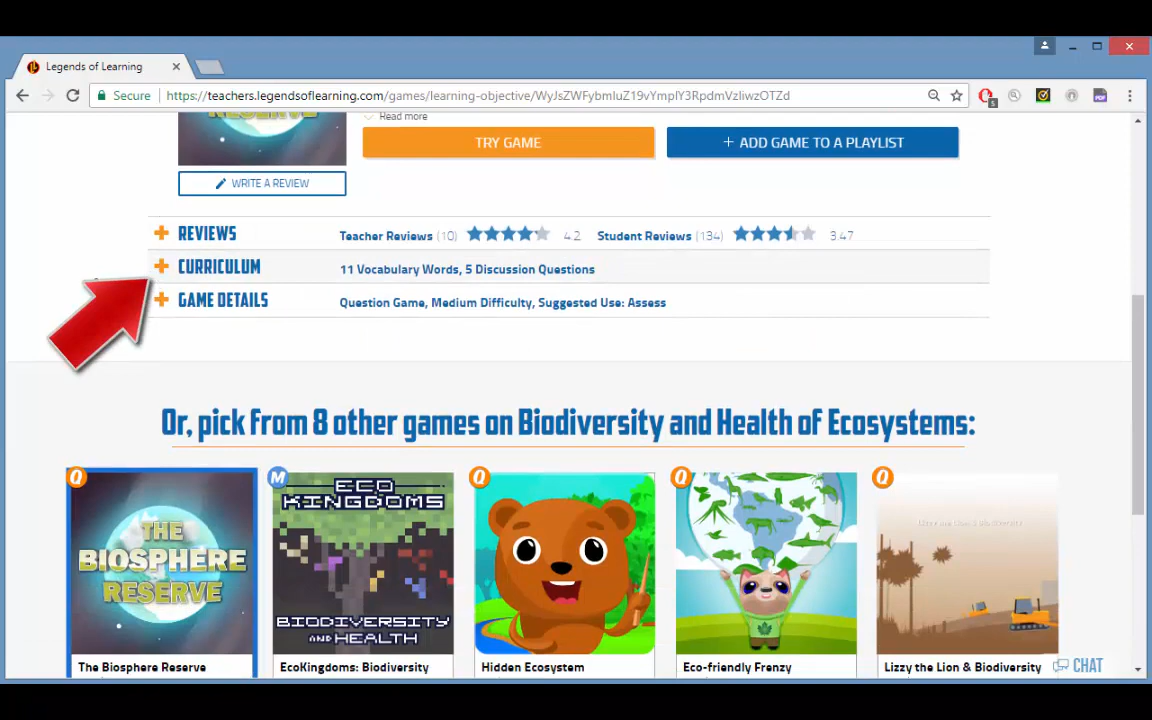 Legends of Learning
Secure https://teachers.legendsoflearning.com/games/learning-objective/
Read more
TRY GAME
+ ADD GAME TO A PLAYLIST
WRITE A REVIEW
REVIEWS Teacher Reviews (10) 4.2 Student Reviews (134) 3.47
CURRICULUM 11 Vocabulary Words, 5 Discussion Questions
GAME DETAILS Question Game, Medium Difficulty, Suggested Use: Assess
Or, pick from 8 other games on Biodiversity and Health of Ecosystems:
Q M Q Q Q
THE
BIOSPHERE
RESERVE
ECO
KINGDOMS
BIODIVERSITY
AND HEALTH
Lizzy the Lion & Biodiversity
The Biosphere Reserve
EcoKingdoms: Biodiversity
Hidden Ecosystem
Eco-friendly Frenzy
Lizzy the Lion & Biodiversity
CHAT